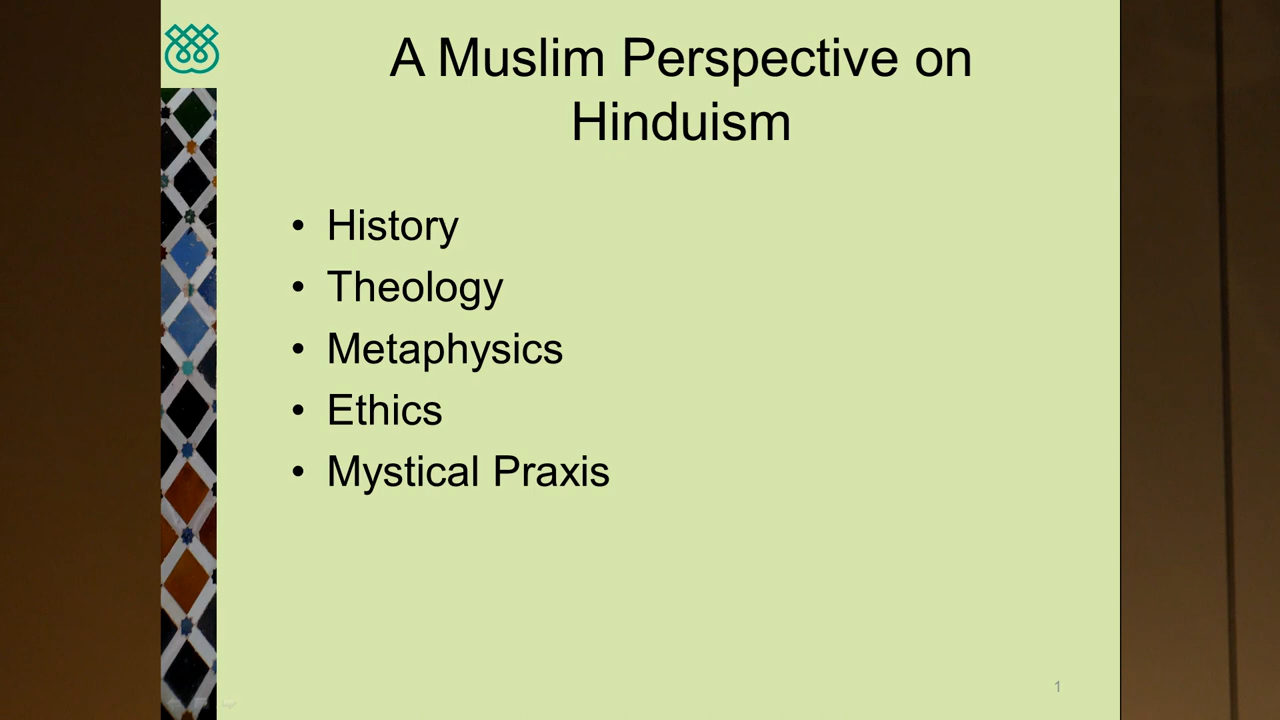 A Muslim Perspective on
Hinduism
• History
• Theology
• Metaphysics
• Ethics
• Mystical Praxis
1